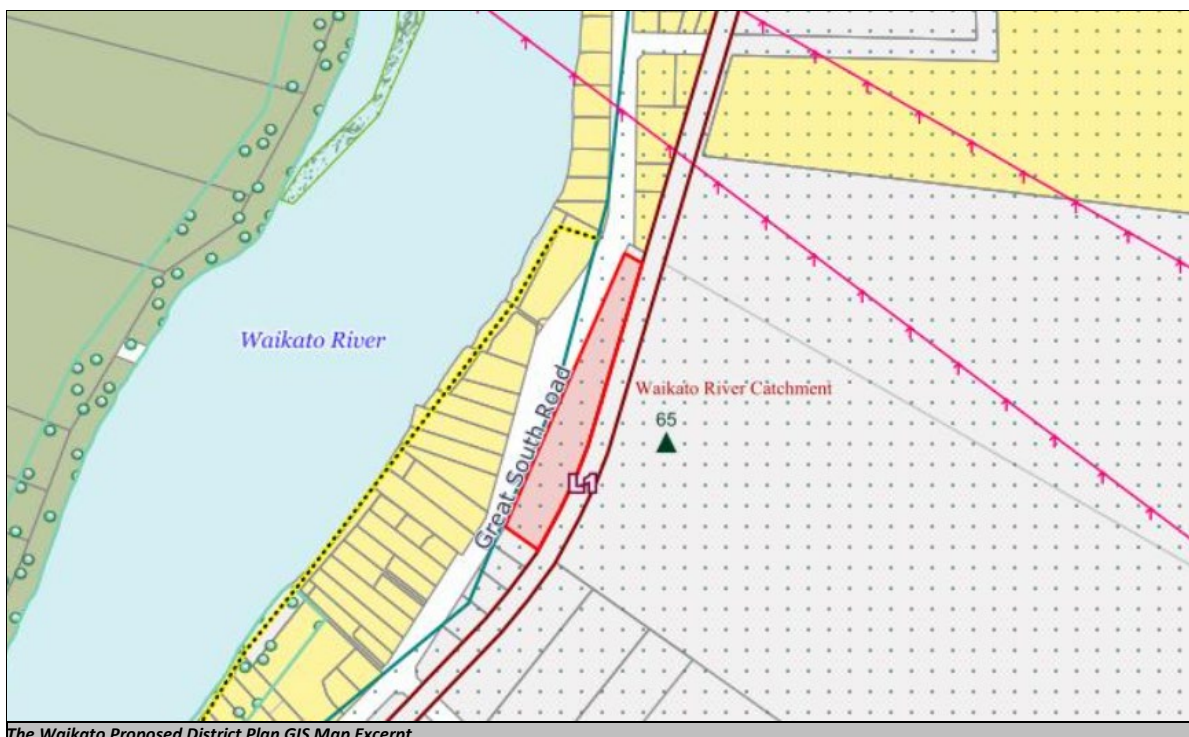 Waikato River
Waikato River Catchment
65
Great South Road
L1
The Waikato Proposed District Plan GIS Map Excerpt